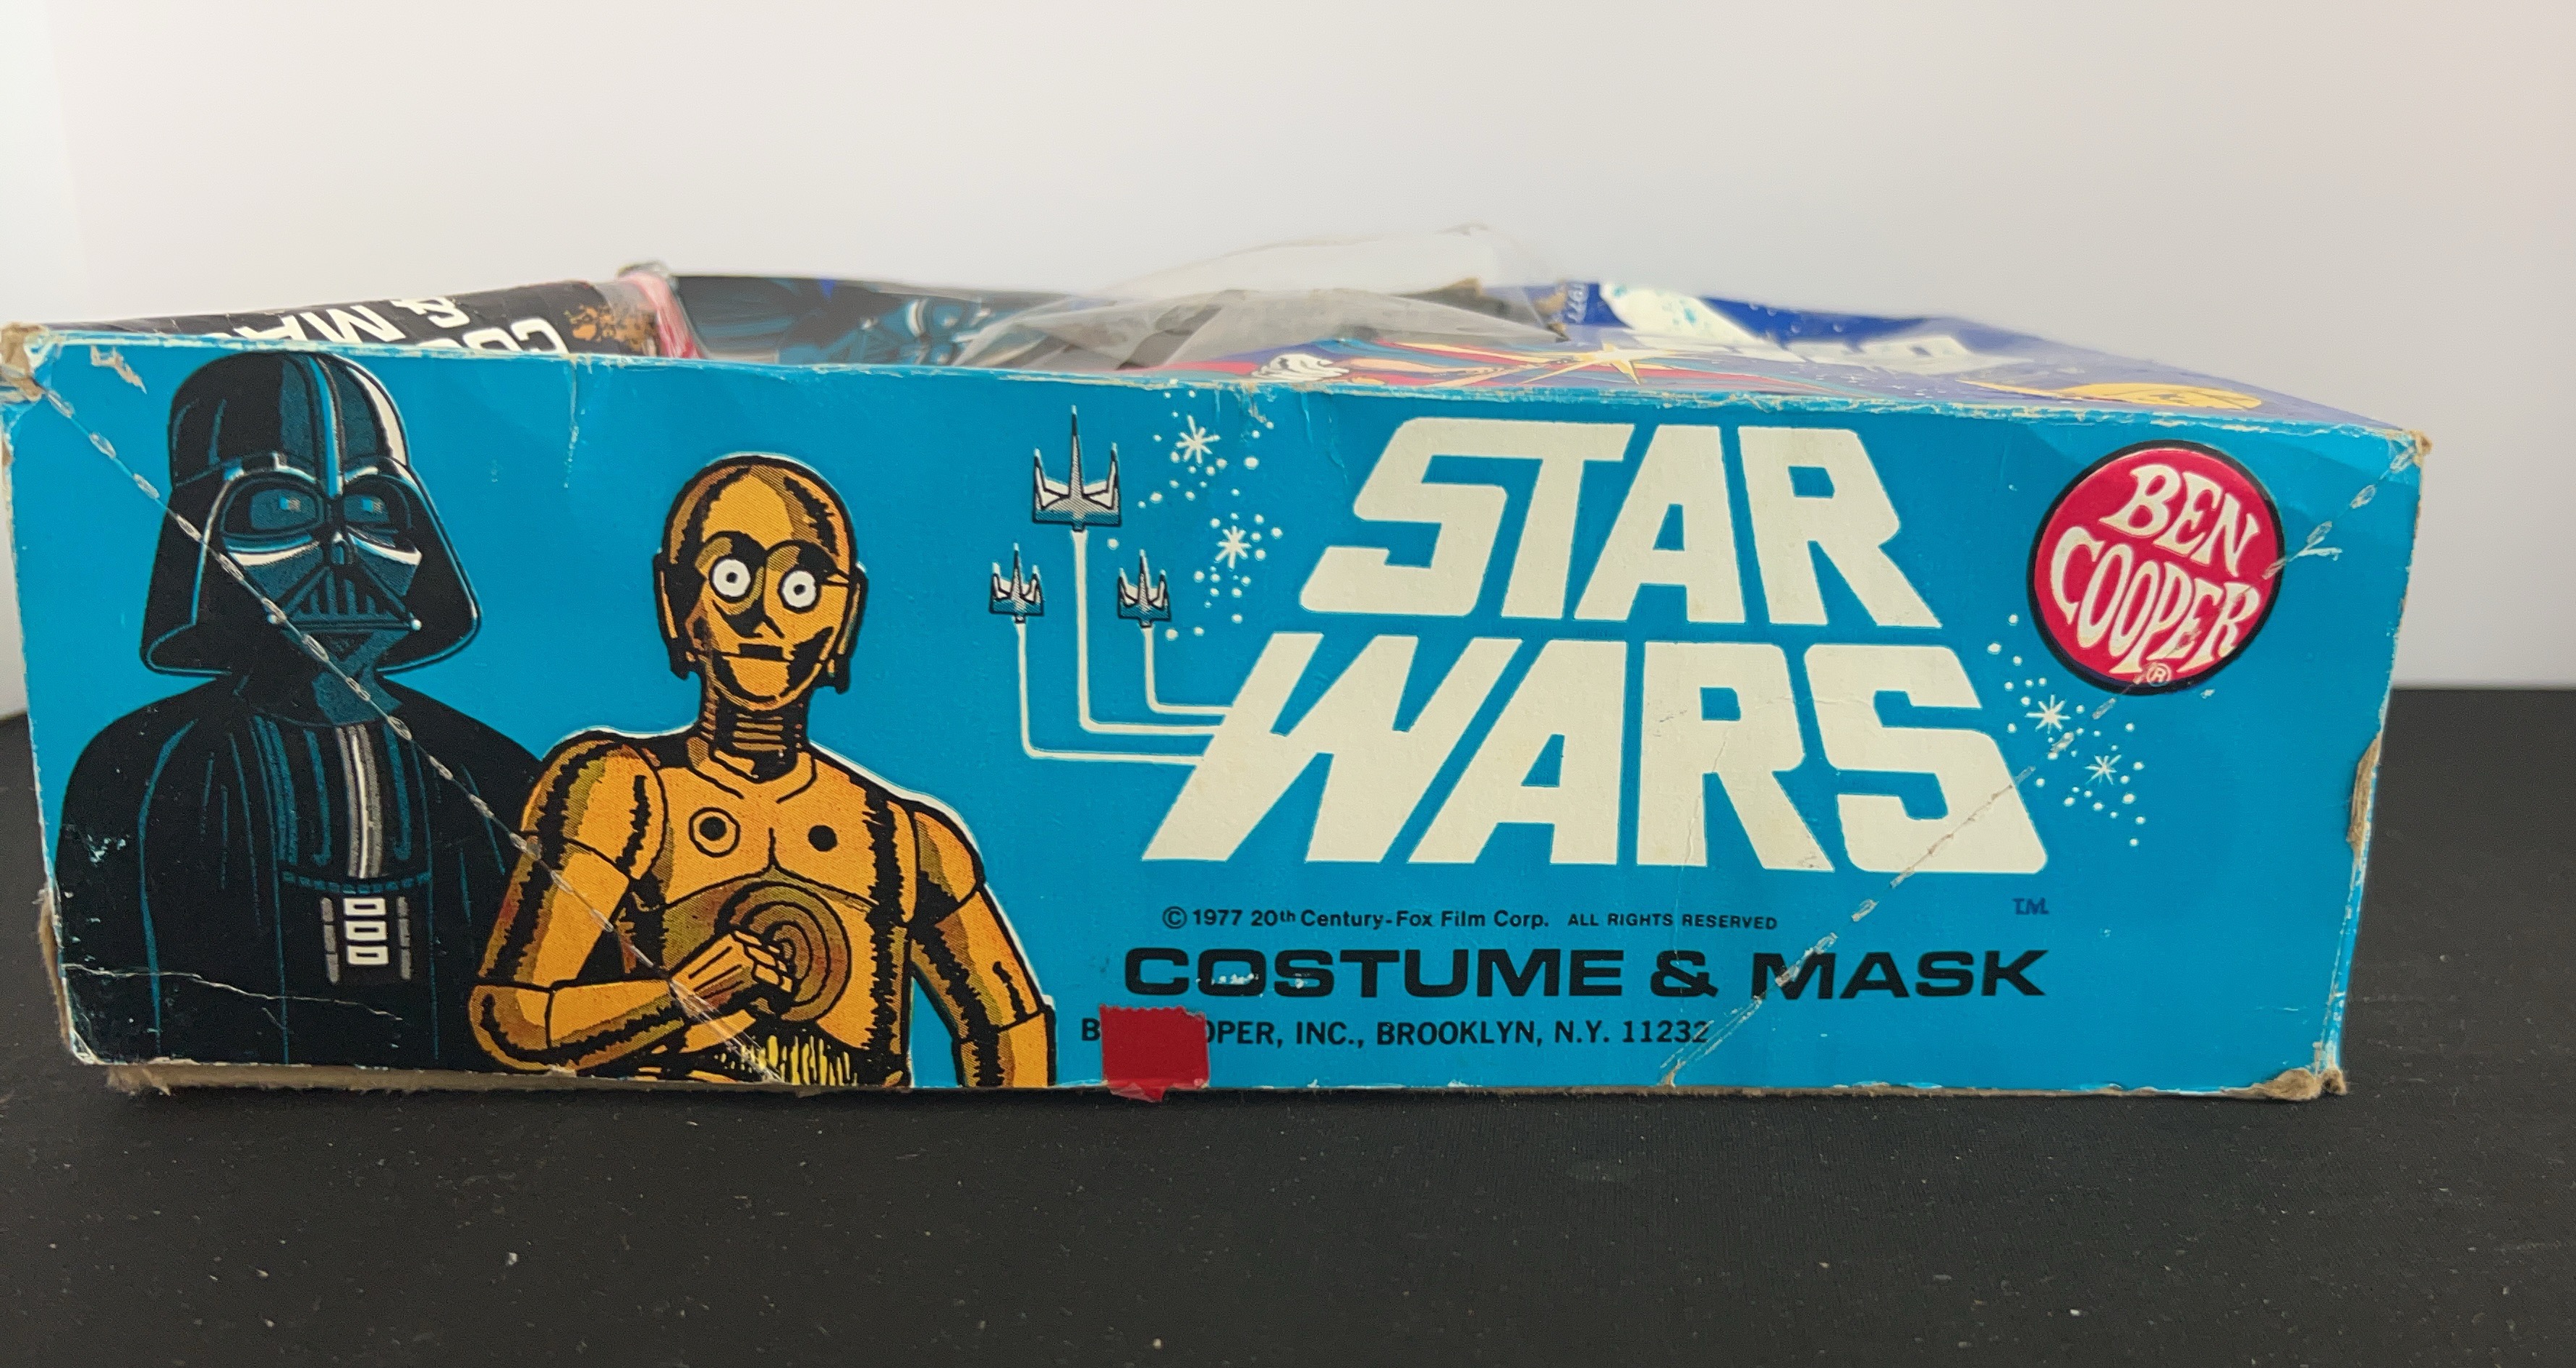 STAR
WARS
BEN
COOPER
®
T.M.
© 1977 20th Century-Fox Film Corp. ALL RIGHTS RESERVED
COSTUME & MASK
OPER, INC., BROOKLYN, N.Y. 11232